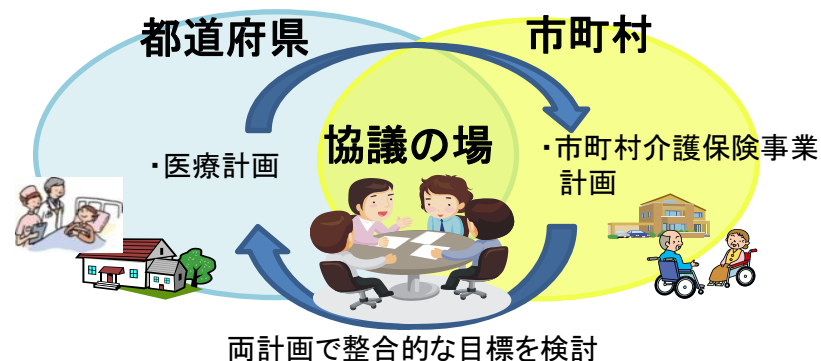 都道府県
市町村
協議の場
・医療計画
・市町村介護保険事業
計画
両計画で整合的な目標を検討